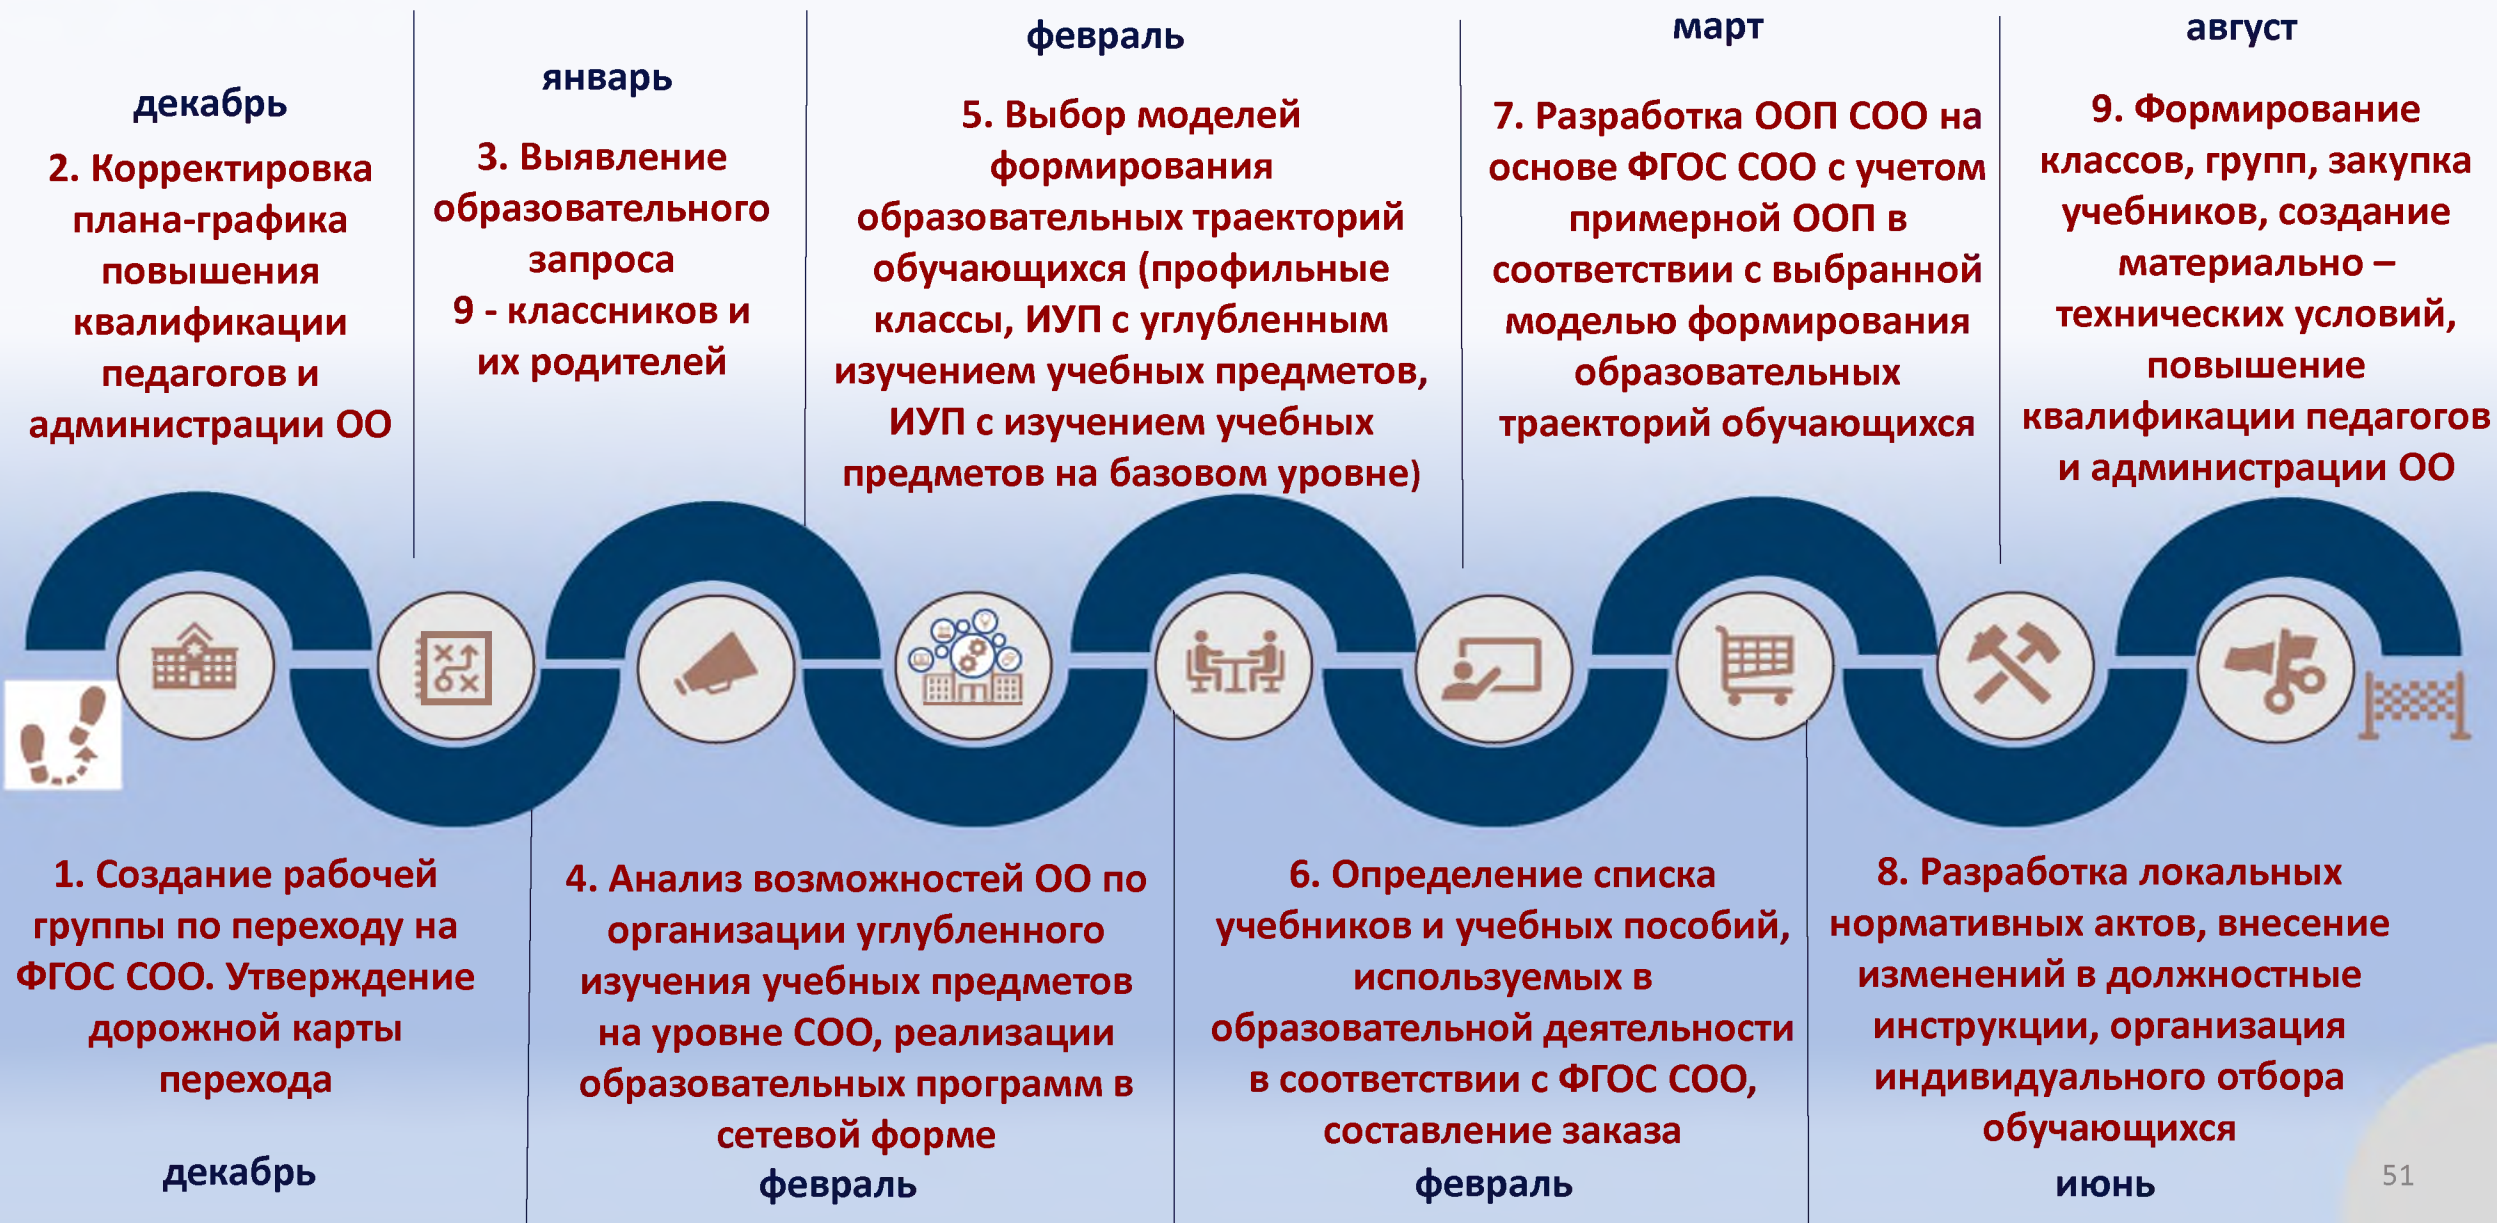 декабрь
2. Корректировка
плана-графика
повышения
квалификации
педагогов и
администрации ОО
январь
3. Выявление
образовательного
запроса
9 - классников и
их родителей
февраль
5. Выбор моделей
формирования
образовательных траекторий
обучающихся (профильные
классы, ИУП с углубленным
изучением учебных предметов,
ИУП с изучением учебных
предметов на базовом уровне)
март
7. Разработка ООП СОО на
основе ФГОС СОО с учетом
примерной ООП в
соответствии с выбранной
моделью формирования
образовательных
траекторий обучающихся
август
9. Формирование
классов, групп, закупка
учебников, создание
материально –
технических условий,
повышение
квалификации педагогов
и администрации ОО
1. Создание рабочей
группы по переходу на
ФГОС СОО. Утверждение
дорожной карты
перехода
декабрь
4. Анализ возможностей ОО по
организации углубленного
изучения учебных предметов
на уровне СОО, реализации
образовательных программ в
сетевой форме
февраль
6. Определение списка
учебников и учебных пособий,
используемых в
образовательной деятельности
в соответствии с ФГОС СОО,
составление заказа
февраль
8. Разработка локальных
нормативных актов, внесение
изменений в должностные
инструкции, организация
индивидуального отбора
обучающихся
июнь
51